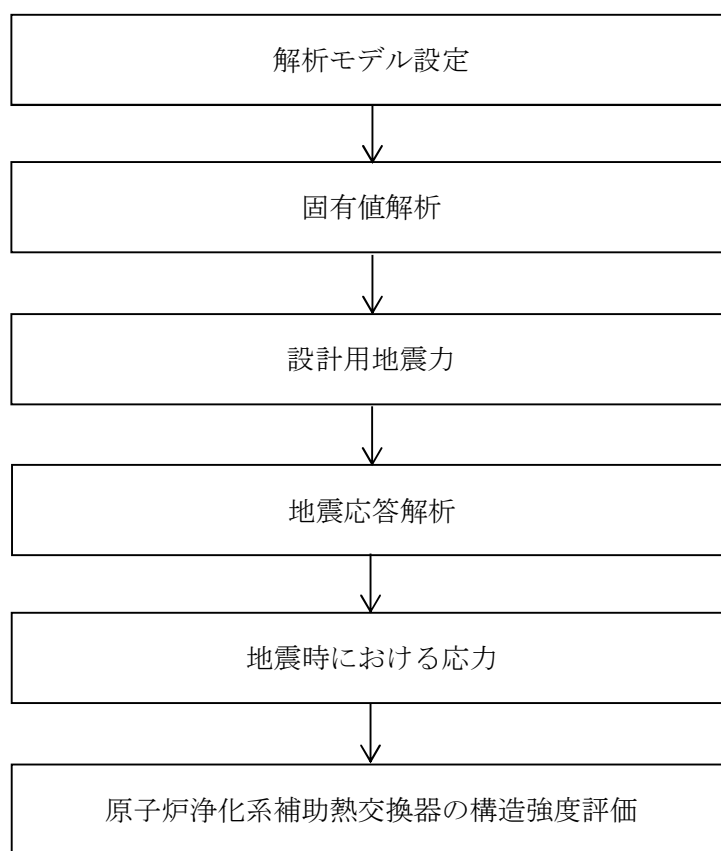 解析モデル設定
固有値解析
設計用地震力
地震応答解析
地震時における応力
原子炉浄化系補助熱交換器の構造強度評価